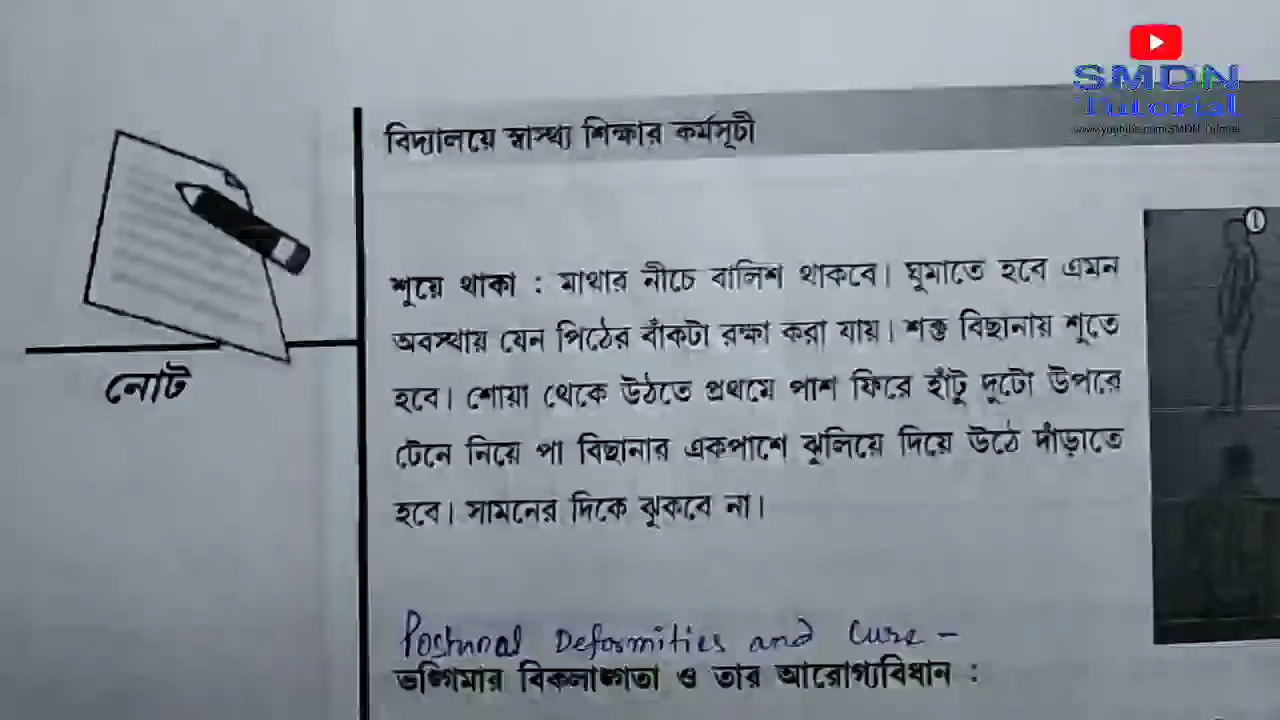 SMDN
Tutorial
বিদ্যালয়ে স্বাস্থ্য শিক্ষার কর্মসূচী
①
শূয়ে থাকা : মাথার নীচে বালিশ থাকবে। ঘূমাতে হবে এমন
অবস্থায় যেন পিঠের বাঁকটা রক্ষা করা যায়। শক্ত বিছানায় শূতে
হবে। শোয়া থেকে উঠতে প্রথমে পাশ ফিরে হাঁটু দুটো উপরে
টেনে নিয়ে পা বিছানার একপাশে ঝুলিয়ে দিয়ে উঠে দাঁড়াতে
হবে। সামনের দিকে ঝুকবে না।
নোট
Postural Deformities and Cure –
ভঙ্গিমার বিকলাঙ্গতা ও তার আরোগ্যবিধান :